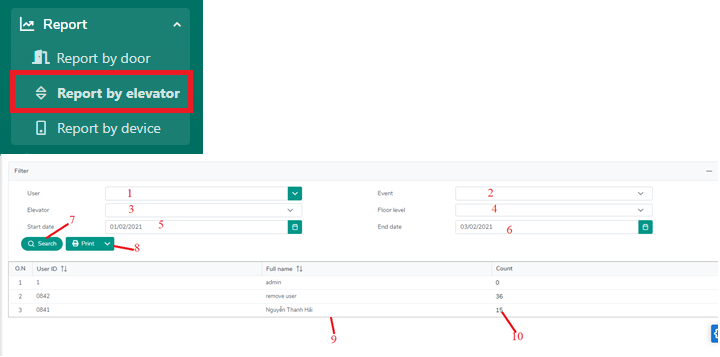 Report
Report by door
Report by elevator
Report by device
Filter
User 1 Event 2
Elevator 3 Floor level 4
Start date 01/02/2021 5 End date 03/02/2021 6
7 Search Print 8
O.N User ID Full name Count
1 1 admin 0
2 0842 remove user 36
3 0841 Nguyễn Thanh Hải 15
9 10